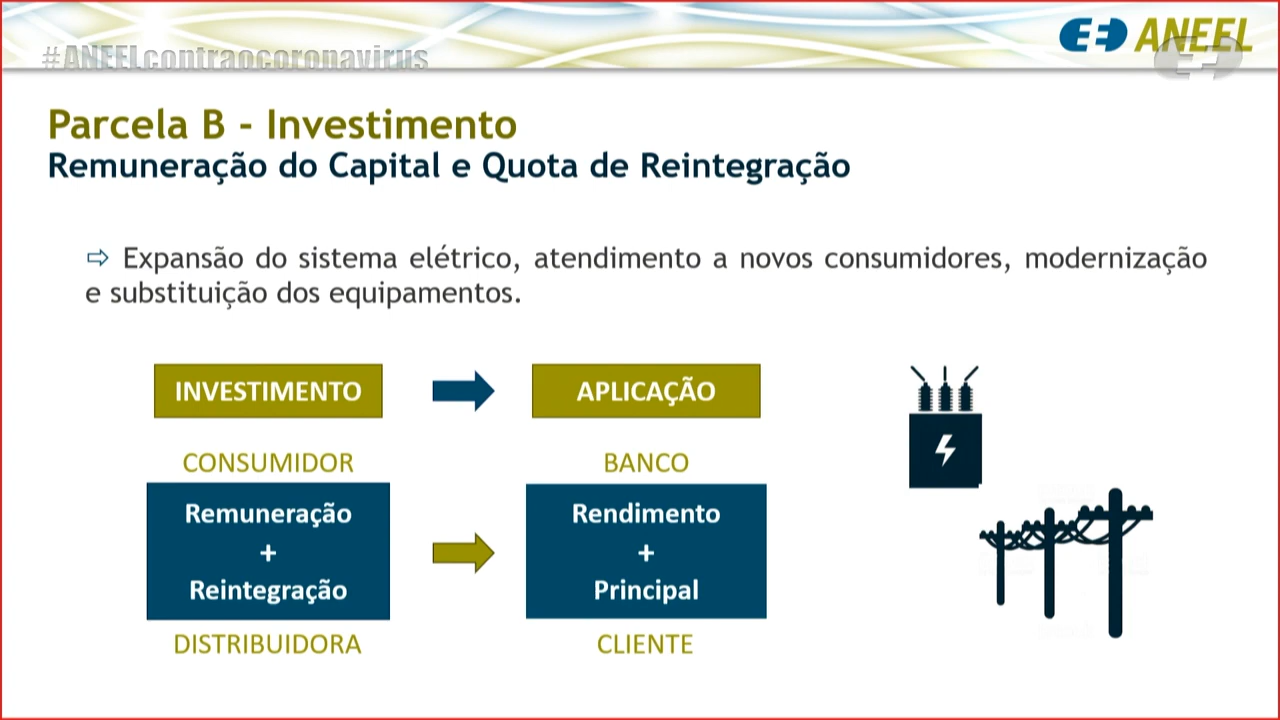 #ANEELcontraocoronavirus
ANEEL
Parcela B - Investimento
Remuneração do Capital e Quota de Reintegração
⇨ Expansão do sistema elétrico, atendimento a novos consumidores, modernização
e substituição dos equipamentos.
INVESTIMENTO
APLICAÇÃO
CONSUMIDOR
BANCO
Remuneração
+
Reintegração
Rendimento
+
Principal
DISTRIBUIDORA
CLIENTE